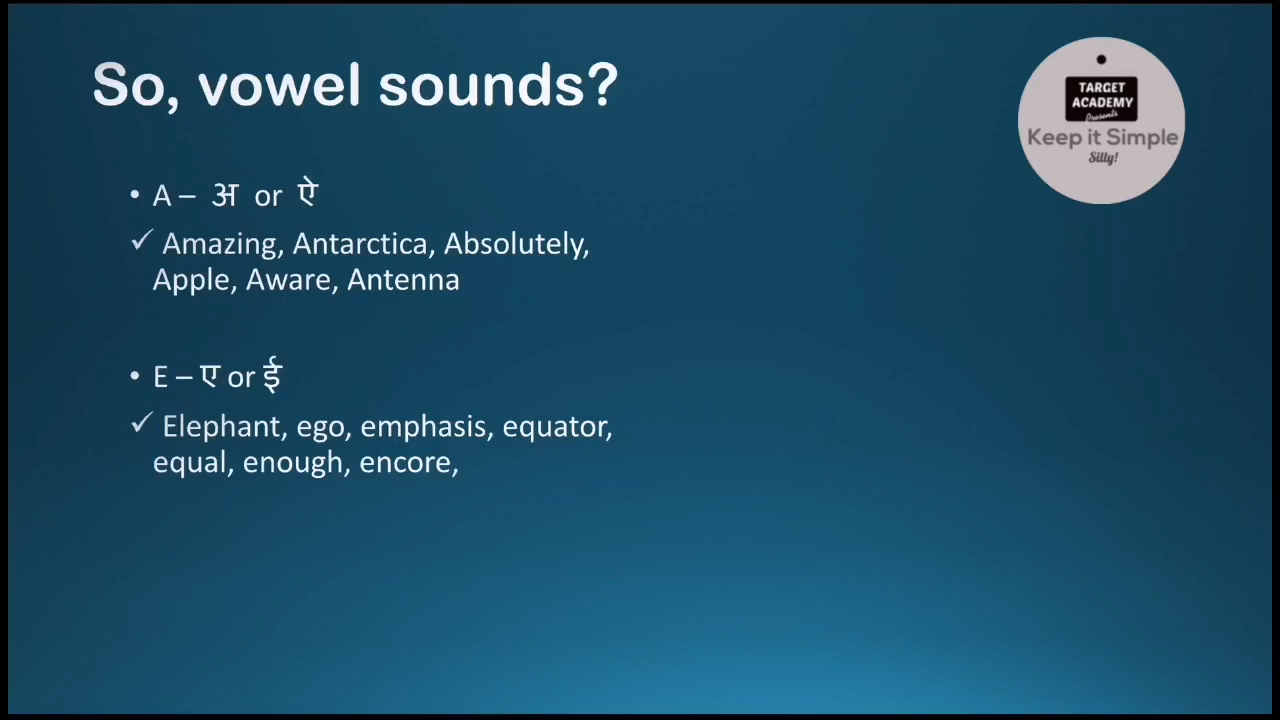 So, vowel sounds?
TARGET
ACADEMY
Presents
Keep it Simple
Silly!
• A – अ or ऐ
✓ Amazing, Antarctica, Absolutely,
Apple, Aware, Antenna
• E – ए or ई
✓ Elephant, ego, emphasis, equator,
equal, enough, encore,